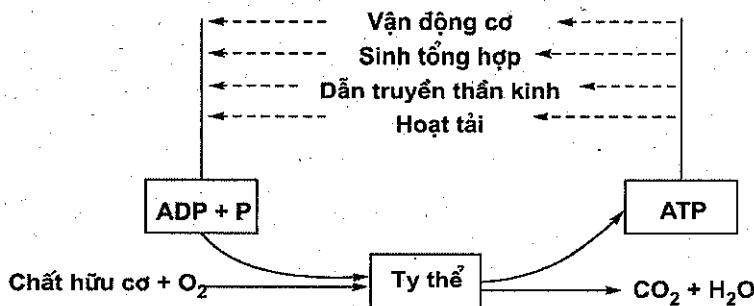 Vận động cơ
Sinh tổng hợp
Dẫn truyền thần kinh
Hoạt tải
ADP + P
ATP
Chất hữu cơ + O₂
Ty thể
CO₂ + H₂O